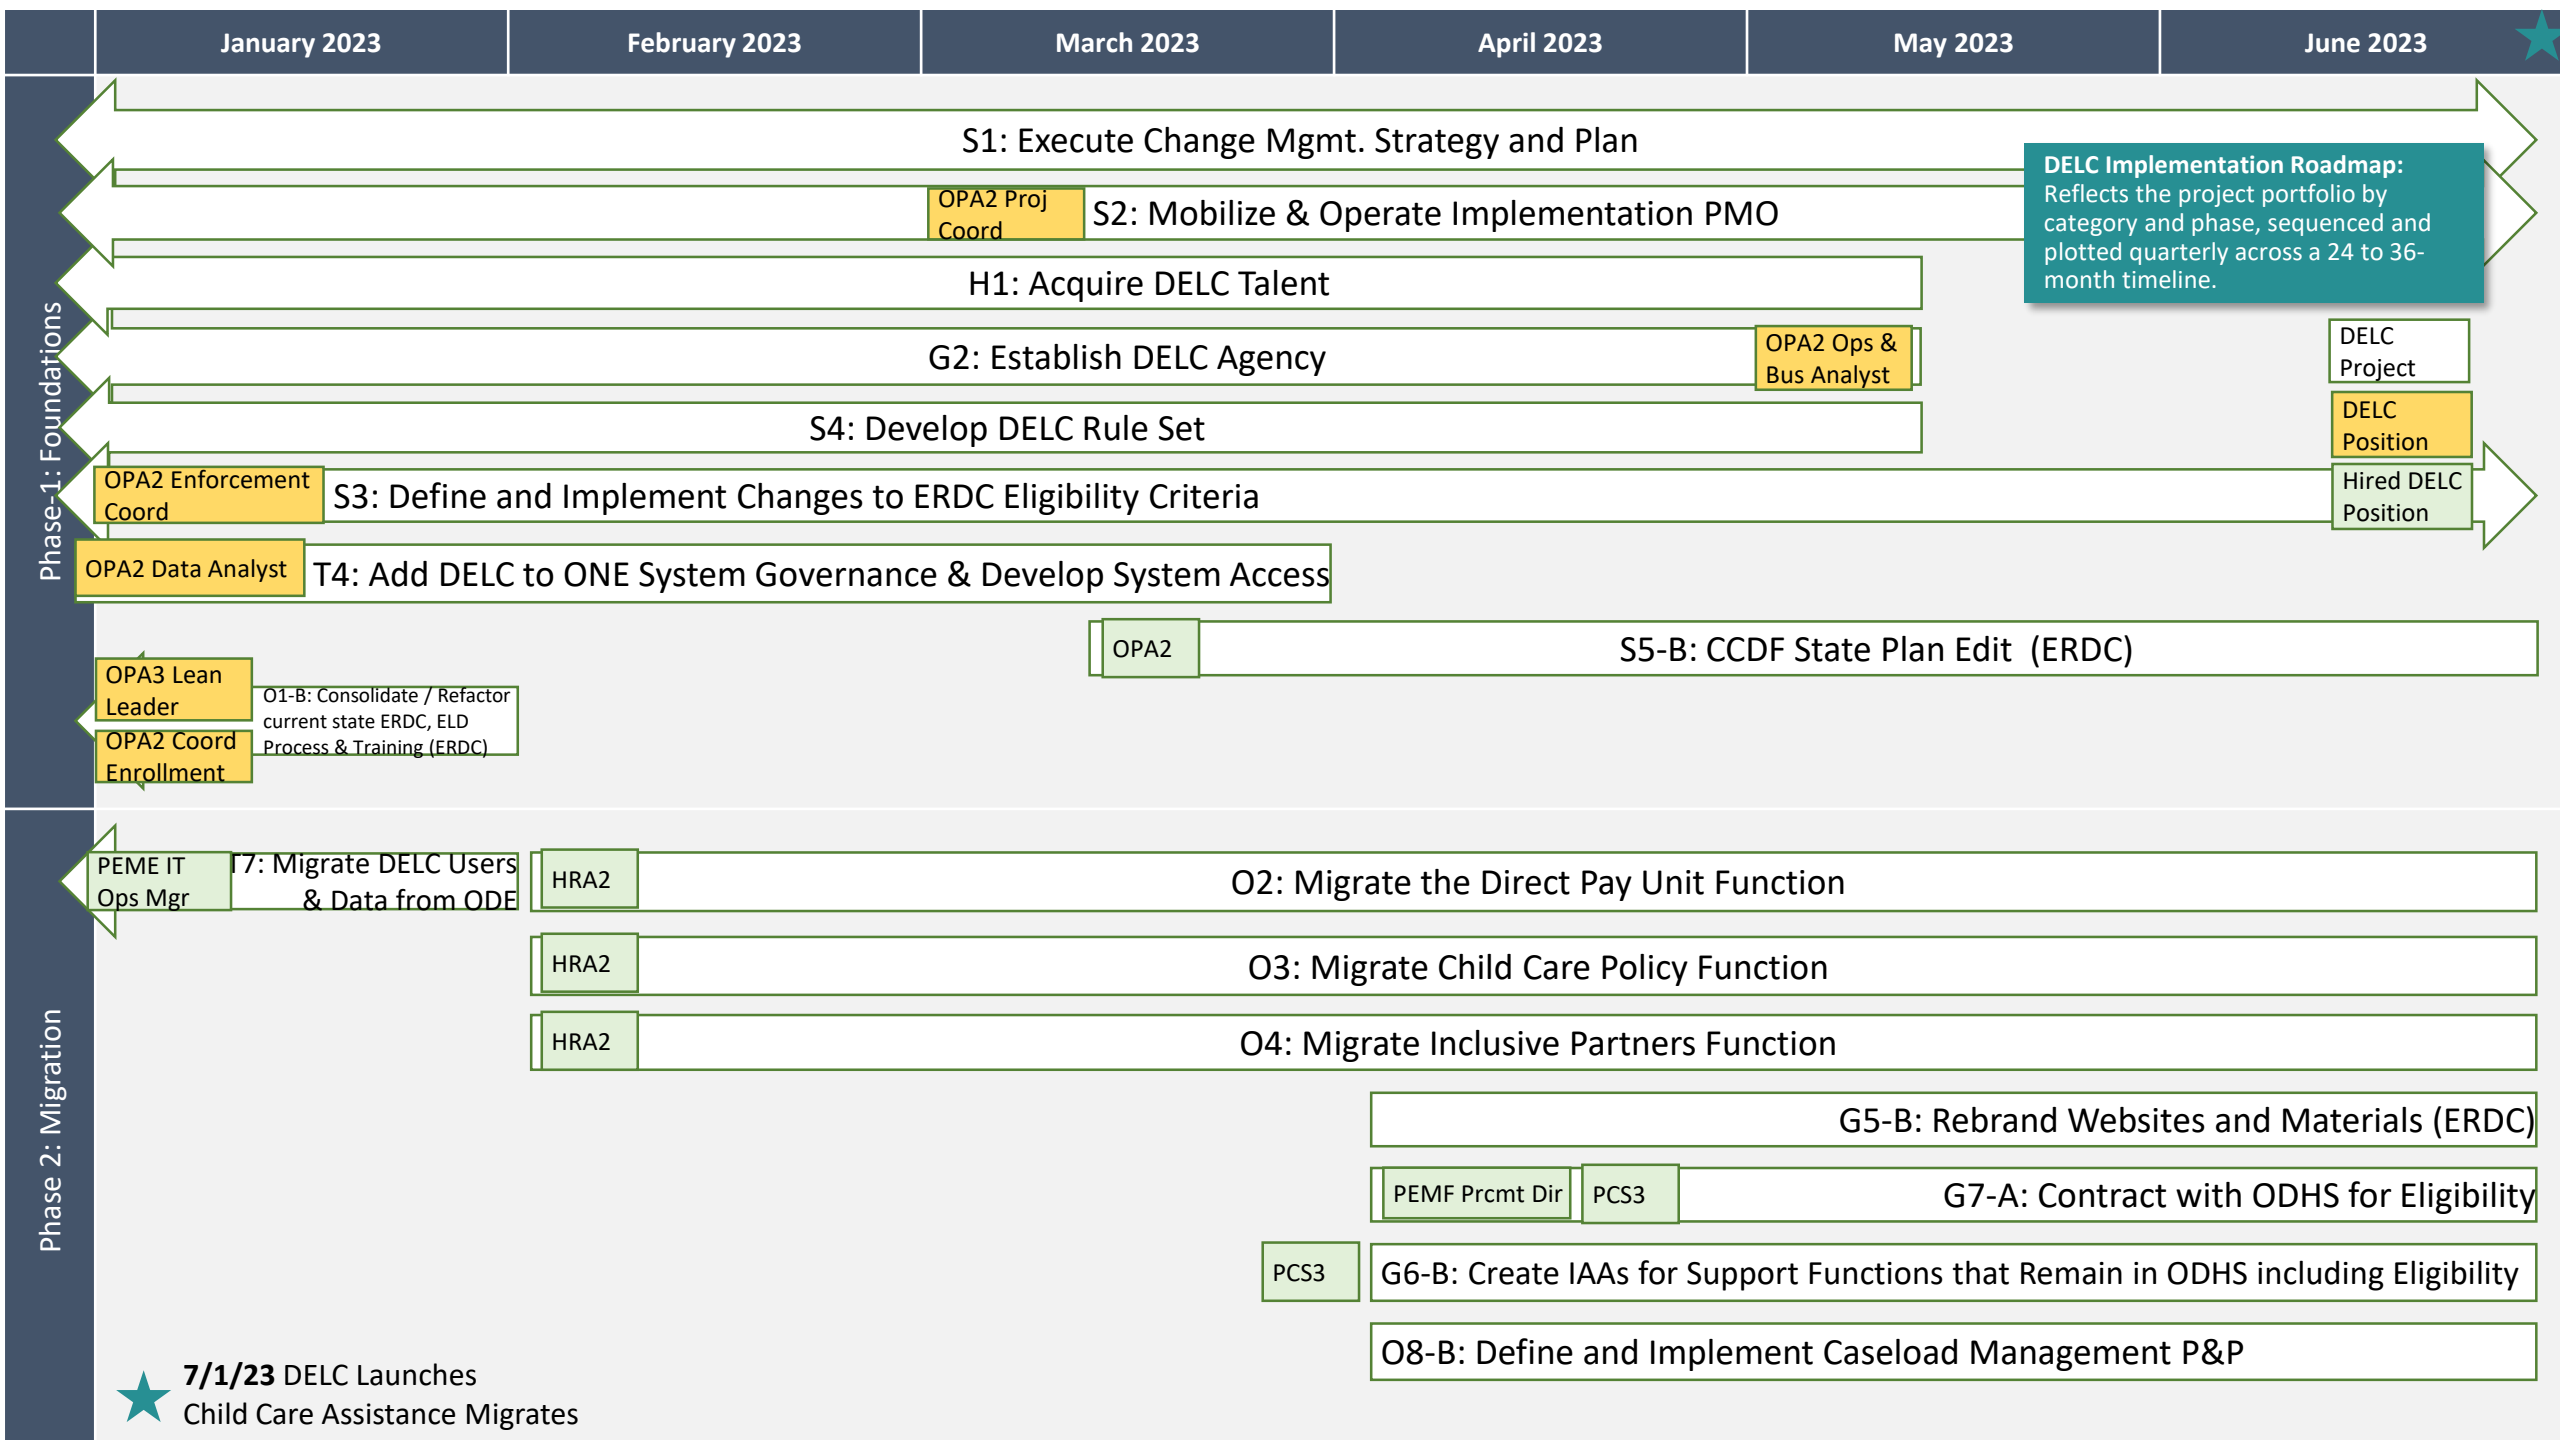 January 2023
February 2023
March 2023
April 2023
May 2023
June 2023
Phase-1: Foundations
S1: Execute Change Mgmt. Strategy and Plan
DELC Implementation Roadmap:
Reflects the project portfolio by
category and phase, sequenced and
plotted quarterly across a 24 to 36-
month timeline.
OPA2 Proj
Coord
S2: Mobilize & Operate Implementation PMO
H1: Acquire DELC Talent
G2: Establish DELC Agency
OPA2 Ops &
Bus Analyst
DELC
Project
S4: Develop DELC Rule Set
DELC
Position
OPA2 Enforcement
Coord
S3: Define and Implement Changes to ERDC Eligibility Criteria
Hired DELC
Position
OPA2 Data Analyst
T4: Add DELC to ONE System Governance & Develop System Access
OPA2
S5-B: CCDF State Plan Edit (ERDC)
OPA3 Lean
Leader
OPA2 Coord
Enrollment
O1-B: Consolidate / Refactor
current state ERDC, ELD
Process & Training (ERDC)
Phase 2: Migration
PEME IT
Ops Mgr
T7: Migrate DELC Users
& Data from ODE
HRA2
O2: Migrate the Direct Pay Unit Function
HRA2
O3: Migrate Child Care Policy Function
HRA2
O4: Migrate Inclusive Partners Function
G5-B: Rebrand Websites and Materials (ERDC)
PEMF Prcmt Dir
PCS3
G7-A: Contract with ODHS for Eligibility
PCS3
G6-B: Create IAAs for Support Functions that Remain in ODHS including Eligibility
O8-B: Define and Implement Caseload Management P&P
7/1/23 DELC Launches
Child Care Assistance Migrates